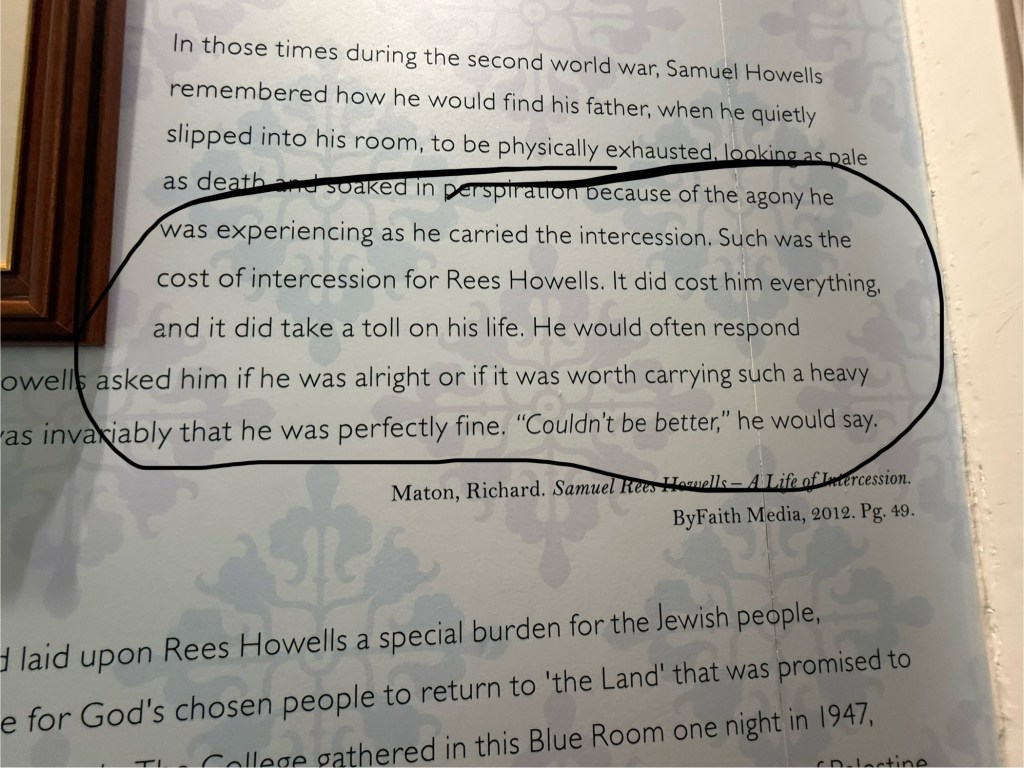 In those times during the second world war, Samuel Howells
remembered how he would find his father, when he quietly
slipped into his room, to be physically exhausted, looking as pale
as death and soaked in perspiration because of the agony he
was experiencing as he carried the intercession. Such was the
cost of intercession for Rees Howells. It did cost him everything,
and it did take a toll on his life. He would often respond
asked him if he was alright or if it was worth carrying such a heavy
invariably that he was perfectly fine. “Couldn't be better,” he would say.
Maton, Richard. Samuel Rees Howells – A Life of Intercession.
ByFaith Media, 2012. Pg. 49.
laid upon Rees Howells a special burden for the Jewish people,
for God's chosen people to return to 'the Land' that was promised to
College gathered in this Blue Room one night in 1947,